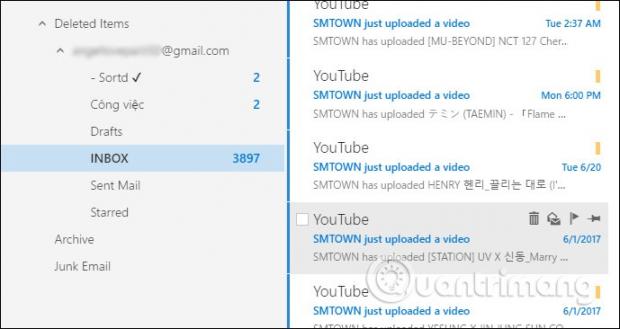 Deleted Items
@gmail.com
- Sortd ✓ 2
Công việc 2
Drafts
INBOX 3897
Sent Mail
Starred
Archive
Junk Email
SMTOWN just uploaded a video Tue 2:37 AM
SMTOWN has uploaded [MU-BEYOND] NCT 127 Cher...
YouTube
SMTOWN just uploaded a video Mon 6:00 PM
SMTOWN has uploaded テミン (TAEMIN) - 「Flame ...
YouTube
SMTOWN just uploaded a video Tue 6/20
SMTOWN has uploaded HENRY 헨리_끌리는 대로 (I'...
YouTube
SMTOWN just uploaded a video 6/1/2017
SMTOWN has uploaded [STATION] UV X 신동_Marry ...
YouTube
SMTOWN just uploaded a video 6/1/2017
SMTOWN has uploaded YESUNG X JIN JUNG SUN GO...
Quantrimang